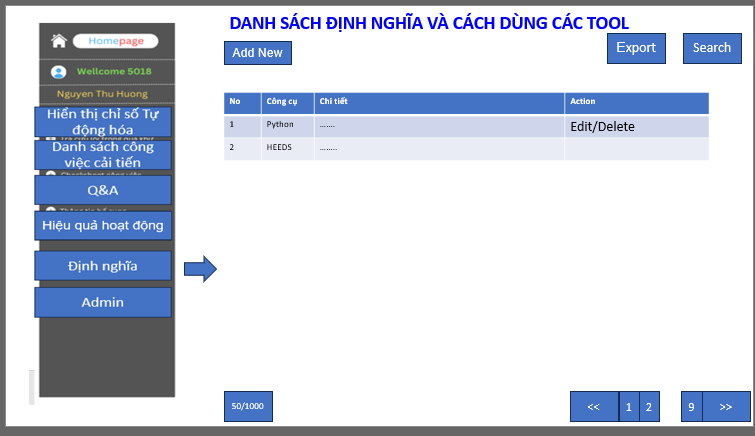 DANH SÁCH ĐỊNH NGHĨA VÀ CÁCH DÙNG CÁC TOOL
Homepage
Add New
Export
Search
Wellcome 5018
Nguyen Thu Huong
Hiển thị chỉ số Tự
động hóa
Danh sách công
việc cải tiến
Q&A
Hiệu quả hoạt động
Định nghĩa
Admin
No Công cụ Chi tiết Action
1 Python ....... Edit/Delete
2 HEEDS ........
50/1000
<< 1 2 9 >>